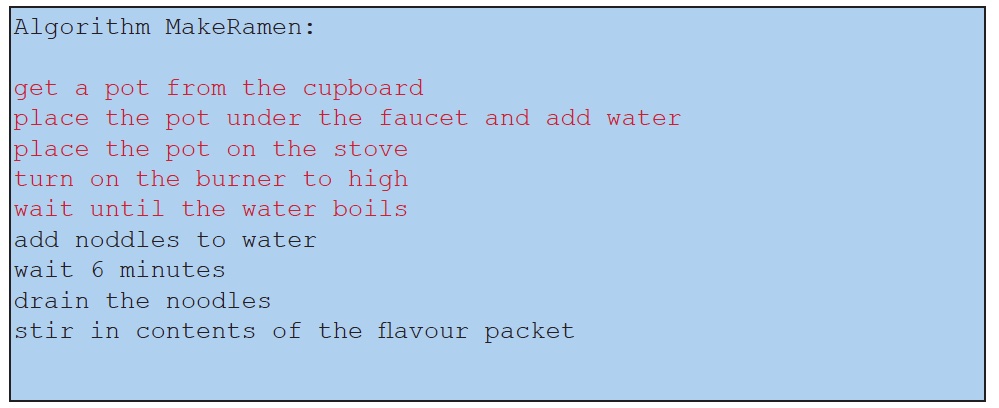 Algorithm MakeRamen:
get a pot from the cupboard
place the pot under the faucet and add water
place the pot on the stove
turn on the burner to high
wait until the water boils
add noddles to water
wait 6 minutes
drain the noodles
stir in contents of the flavour packet